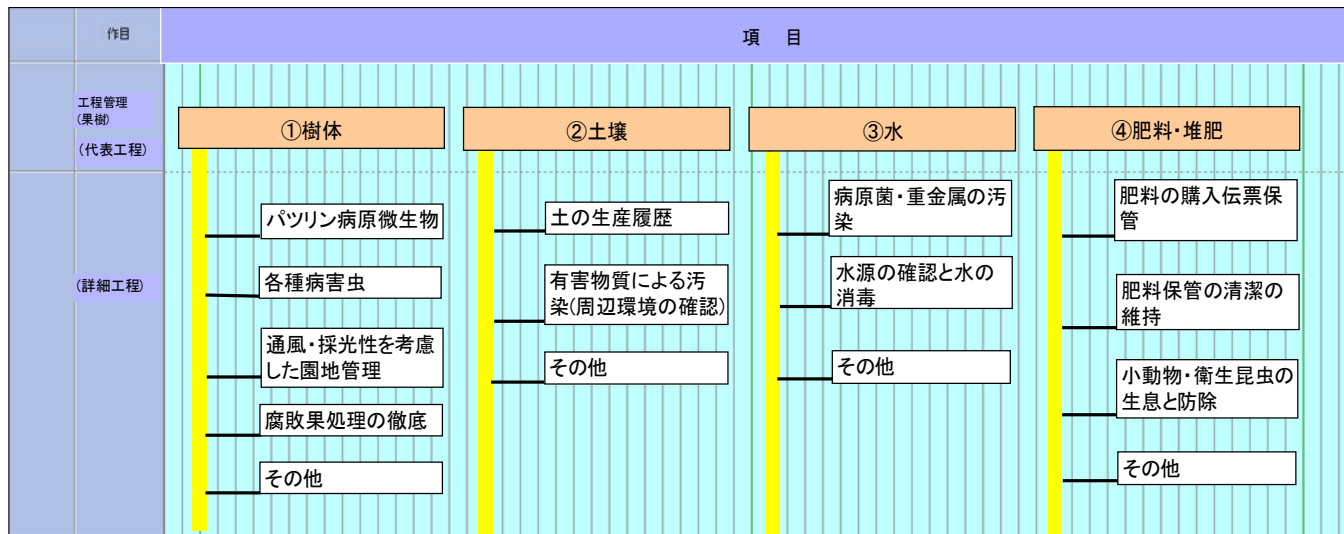 作目
項　目
工程管理
(果樹)
(代表工程)
(詳細工程)
①樹体
パツリン病原微生物
各種病害虫
通風・採光性を考慮
した園地管理
腐敗果処理の徹底
その他
②土壌
土の生産履歴
有害物質による汚
染(周辺環境の確認)
その他
③水
病原菌・重金属の汚
染
水源の確認と水の
消毒
その他
④肥料・堆肥
肥料の購入伝票保
管
肥料保管の清潔の
維持
小動物・衛生昆虫の
生息と防除
その他